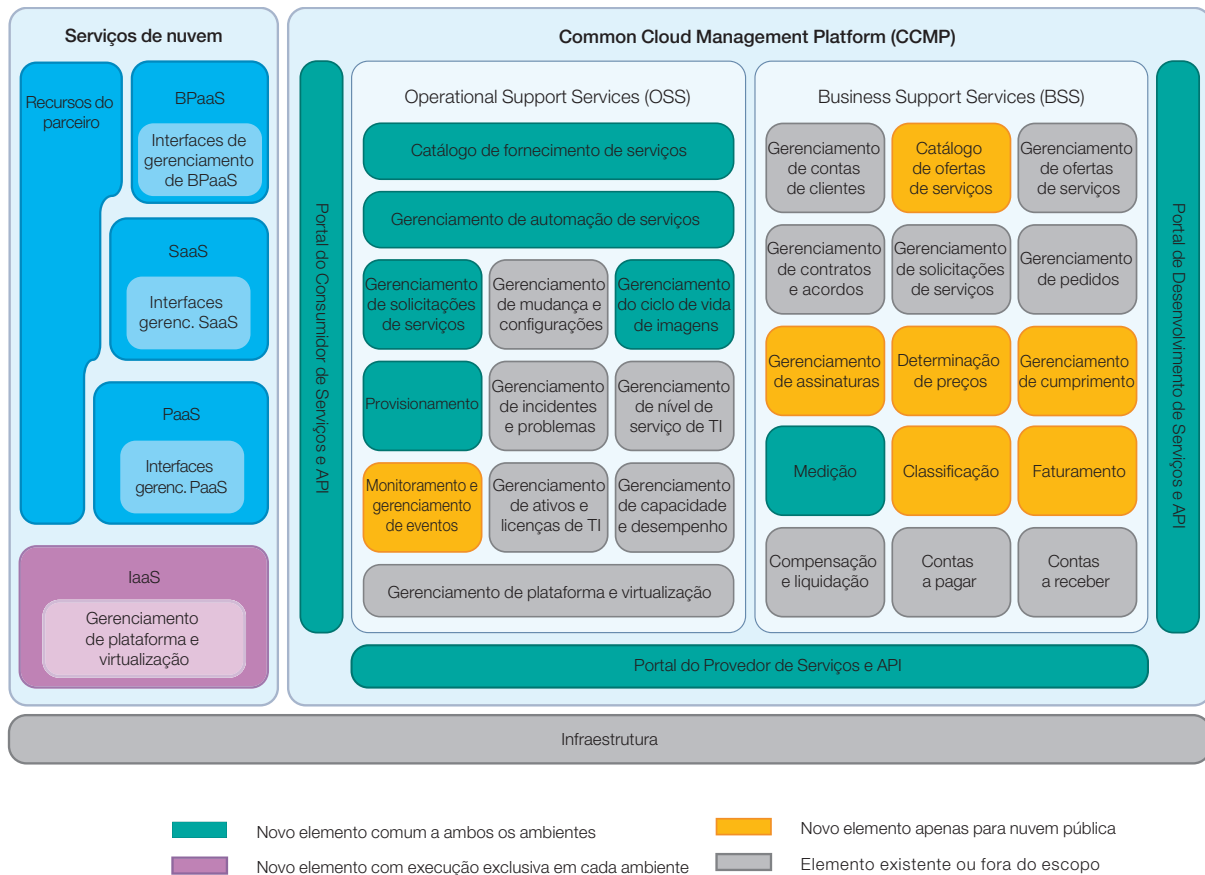 Serviços de nuvem
Recursos do
parceiro
BPaaS
Interfaces de
gerenciamento
de BPaaS
SaaS
Interfaces
gerenc. SaaS
PaaS
Interfaces
gerenc. PaaS
IaaS
Gerenciamento
de plataforma e
virtualização
Common Cloud Management Platform (CCMP)
Portal do Consumidor de Serviços e API
Operational Support Services (OSS)
Catálogo de fornecimento de serviços
Gerenciamento de automação de serviços
Gerenciamento
de solicitações
de serviços
Gerenciamento
de mudança e
configurações
Gerenciamento
do ciclo de vida
de imagens
Provisionamento
Gerenciamento
de incidentes
e problemas
Gerenciamento
de nível de
serviço de TI
Monitoramento e
gerenciamento
de eventos
Gerenciamento
de ativos e
licenças de TI
Gerenciamento
de capacidade
e desempenho
Gerenciamento de plataforma e virtualização
Business Support Services (BSS)
Gerenciamento
de contas
de clientes
Catálogo
de ofertas
de serviços
Gerenciamento
de ofertas
de serviços
Gerenciamento
de contratos
e acordos
Gerenciamento
de solicitações
de serviços
Gerenciamento
de pedidos
Gerenciamento
de assinaturas
Determinação
de preços
Gerenciamento
de cumprimento
Medição
Classificação
Faturamento
Compensação
e liquidação
Contas
a pagar
Contas
a receber
Portal de Desenvolvimento de Serviços e API
Portal do Provedor de Serviços e API
Infraestrutura
Novo elemento comum a ambos os ambientes
Novo elemento apenas para nuvem pública
Novo elemento com execução exclusiva em cada ambiente
Elemento existente ou fora do escopo